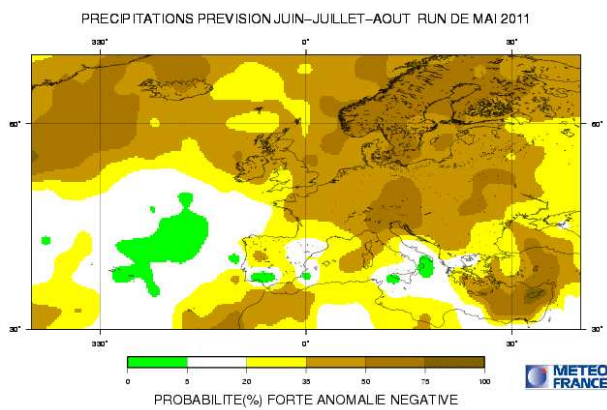 PRECIPITATIONS PREVISION JUIN–JUILLET–AOUT RUN DE MAI 2011
330° 0° 30°
60° 60°
30° 30°
330° 0° 30°
0 5 20 35 50 75 100
PROBABILITE(%) FORTE ANOMALIE NEGATIVE
METEO
FRANCE